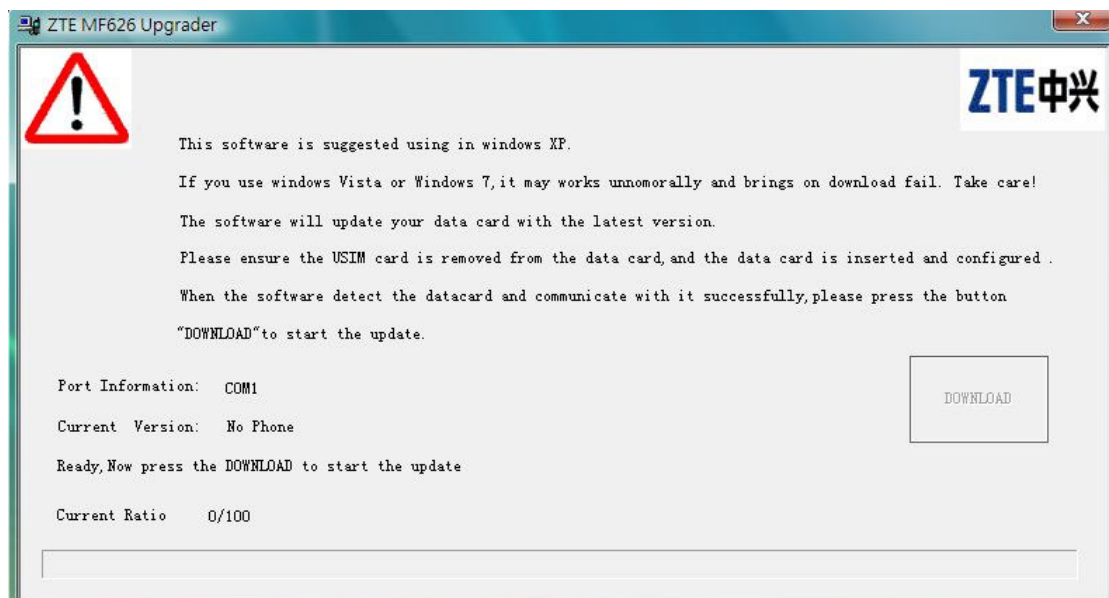 ZTE MF626 Upgrader
ZTE中兴
This software is suggested using in windows XP.
If you use windows Vista or Windows 7,it may works unnomorally and brings on download fail. Take care!
The software will update your data card with the latest version.
Please ensure the USIM card is removed from the data card,and the data card is inserted and configured .
When the software detect the datacard and communicate with it successfully,please press the button
"DOWNLOAD"to start the update.
Port Information: COM1
DOWNLOAD
Current Version: No Phone
Ready,Now press the DOWNLOAD to start the update
Current Ratio 0/100